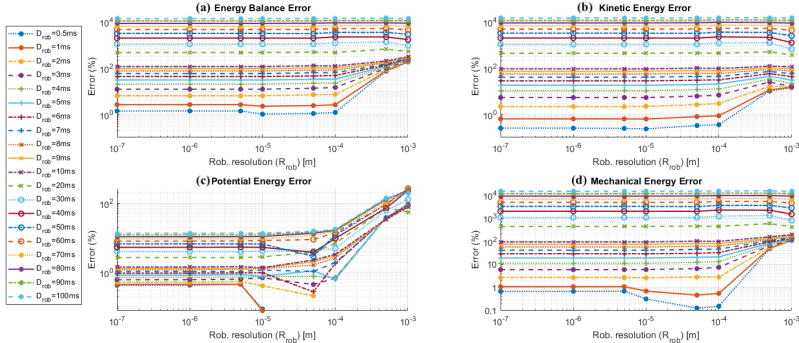 D_rob=0.5ms
D_rob=1ms
D_rob=2ms
D_rob=3ms
D_rob=4ms
D_rob=5ms
D_rob=6ms
D_rob=7ms
D_rob=8ms
D_rob=9ms
D_rob=10ms
D_rob=20ms
D_rob=30ms
D_rob=40ms
D_rob=50ms
D_rob=60ms
D_rob=70ms
D_rob=80ms
D_rob=90ms
D_rob=100ms
(a) Energy Balance Error
Error (%)
10^4
10^2
10^0
10^-7 10^-6 10^-5 10^-4 10^-3
Rob. resolution (R_rob) [m]
(b) Kinetic Energy Error
Error (%)
10^4
10^2
10^0
10^-7 10^-6 10^-5 10^-4 10^-3
Rob. resolution (R_rob) [m]
(c) Potential Energy Error
Error (%)
10^2
10^1
10^0
10^-7 10^-6 10^-5 10^-4 10^-3
Rob. resolution (R_rob) [m]
(d) Mechanical Energy Error
Error (%)
10^4
10^3
10^2
10
1
0.1
10^-7 10^-6 10^-5 10^-4 10^-3
Rob. resolution (R_rob) [m]